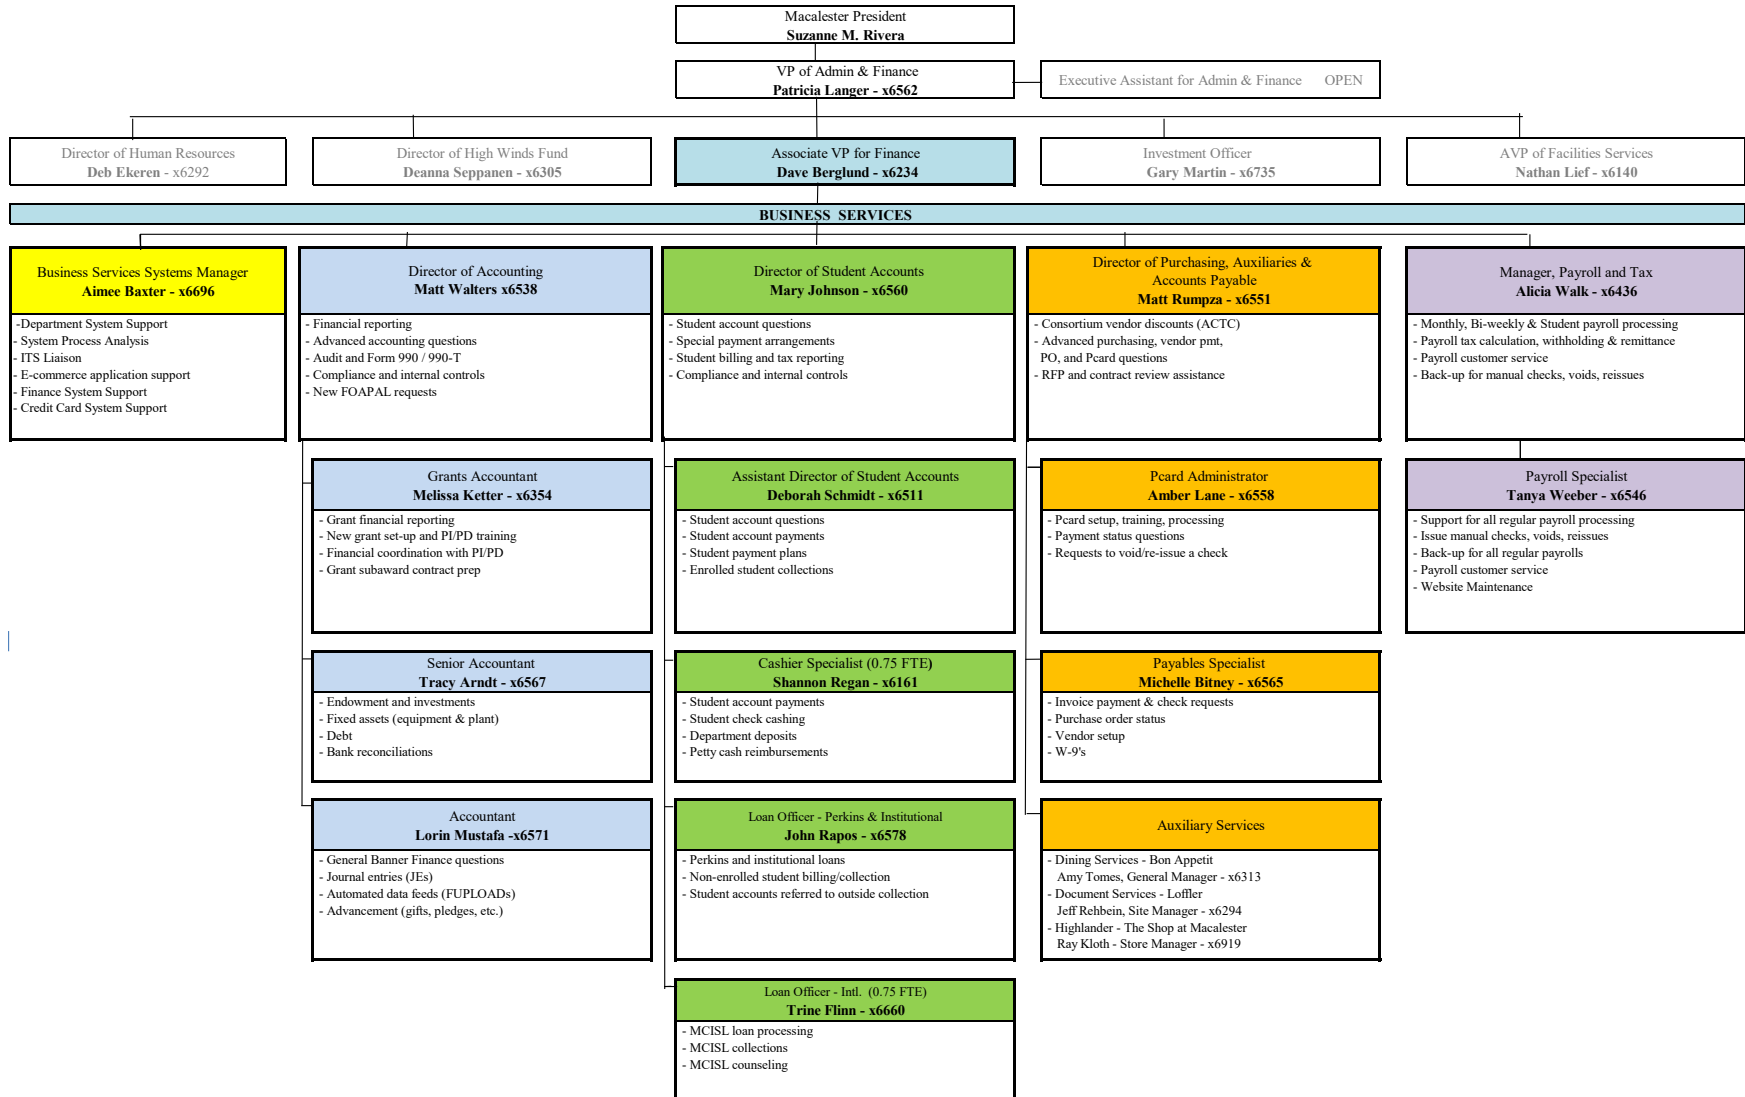 Macalester President
Suzanne M. Rivera
VP of Admin & Finance
Patricia Langer - x6562
Executive Assistant for Admin & Finance OPEN
Director of Human Resources
Deb Ekeren - x6292
Director of High Winds Fund
Deanna Seppanen - x6305
Associate VP for Finance
Dave Berglund - x6234
Investment Officer
Gary Martin - x6735
AVP of Facilities Services
Nathan Lief - x6140
BUSINESS SERVICES
Business Services Systems Manager
Aimee Baxter - x6696
-Department System Support
- System Process Analysis
- ITS Liaison
- E-commerce application support
- Finance System Support
- Credit Card System Support
Director of Accounting
Matt Walters x6538
- Financial reporting
- Advanced accounting questions
- Audit and Form 990 / 990-T
- Compliance and internal controls
- New FOAPAL requests
Director of Student Accounts
Mary Johnson - x6560
- Student account questions
- Special payment arrangements
- Student billing and tax reporting
- Compliance and internal controls
Director of Purchasing, Auxiliaries &
Accounts Payable
Matt Rumpza - x6551
- Consortium vendor discounts (ACTC)
- Advanced purchasing, vendor pmt,
PO, and Pcard questions
- RFP and contract review assistance
Manager, Payroll and Tax
Alicia Walk - x6436
- Monthly, Bi-weekly & Student payroll processing
- Payroll tax calculation, withholding & remittance
- Payroll customer service
- Back-up for manual checks, voids, reissues
Grants Accountant
Melissa Ketter - x6354
- Grant financial reporting
- New grant set-up and PI/PD training
- Financial coordination with PI/PD
- Grant subaward contract prep
Assistant Director of Student Accounts
Deborah Schmidt - x6511
- Student account questions
- Student account payments
- Student payment plans
- Enrolled student collections
Pcard Administrator
Amber Lane - x6558
- Pcard setup, training, processing
- Payment status questions
- Requests to void/re-issue a check
Payroll Specialist
Tanya Weeber - x6546
- Support for all regular payroll processing
- Issue manual checks, voids, reissues
- Back-up for all regular payrolls
- Payroll customer service
- Website Maintenance
Senior Accountant
Tracy Arndt - x6567
- Endowment and investments
- Fixed assets (equipment & plant)
- Debt
- Bank reconciliations
Cashier Specialist (0.75 FTE)
Shannon Regan - x6161
- Student account payments
- Student check cashing
- Department deposits
- Petty cash reimbursements
Payables Specialist
Michelle Bitney - x6565
- Invoice payment & check requests
- Purchase order status
- Vendor setup
- W-9's
Accountant
Lorin Mustafa -x6571
- General Banner Finance questions
- Journal entries (JEs)
- Automated data feeds (FUPLOADs)
- Advancement (gifts, pledges, etc.)
Loan Officer - Perkins & Institutional
John Rapos - x6578
- Perkins and institutional loans
- Non-enrolled student billing/collection
- Student accounts referred to outside collection
Auxiliary Services
- Dining Services - Bon Appetit
Amy Tomes, General Manager - x6313
- Document Services - Loffler
Jeff Rehbein, Site Manager - x6294
- Highlander - The Shop at Macalester
Ray Kloth - Store Manager - x6919
Loan Officer - Intl. (0.75 FTE)
Trine Flinn - x6660
- MCISL loan processing
- MCISL collections
- MCISL counseling